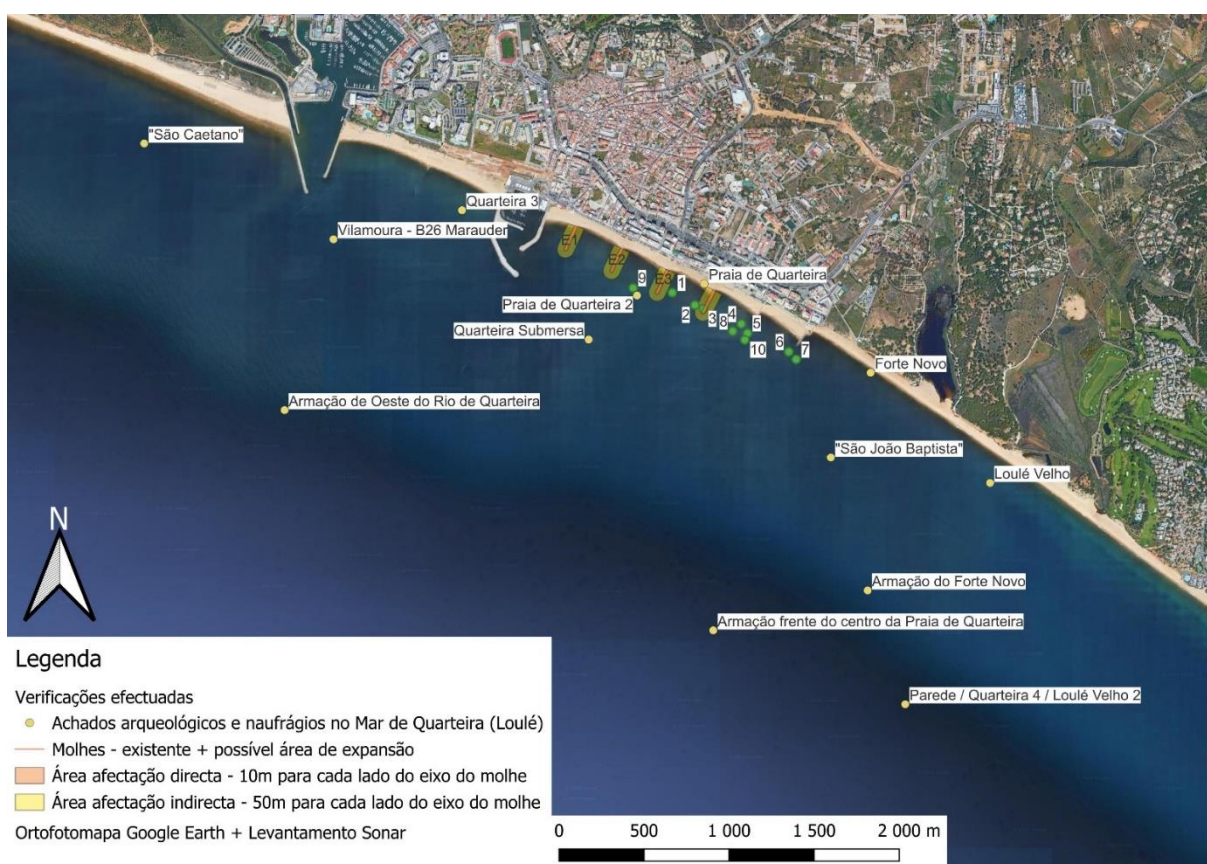 "São Caetano"
Quarteira 3
Vilamoura - B26 Marauder
E1
E2
E3
Praia de Quarteira
9
1
Praia de Quarteira 2
2
3
8
4
5
10
6
7
Quarteira Submersa
Forte Novo
Armação de Oeste do Rio de Quarteira
"São João Baptista"
Loulé Velho
Armação do Forte Novo
Armação frente do centro da Praia de Quarteira
Parede / Quarteira 4 / Loulé Velho 2
N
Legenda
Verificações efectuadas
Achados arqueológicos e naufrágios no Mar de Quarteira (Loulé)
Molhes - existente + possível área de expansão
Área afectação directa - 10m para cada lado do eixo do molhe
Área afectação indirecta - 50m para cada lado do eixo do molhe
Ortofotomapa Google Earth + Levantamento Sonar
0 500 1 000 1 500 2 000 m